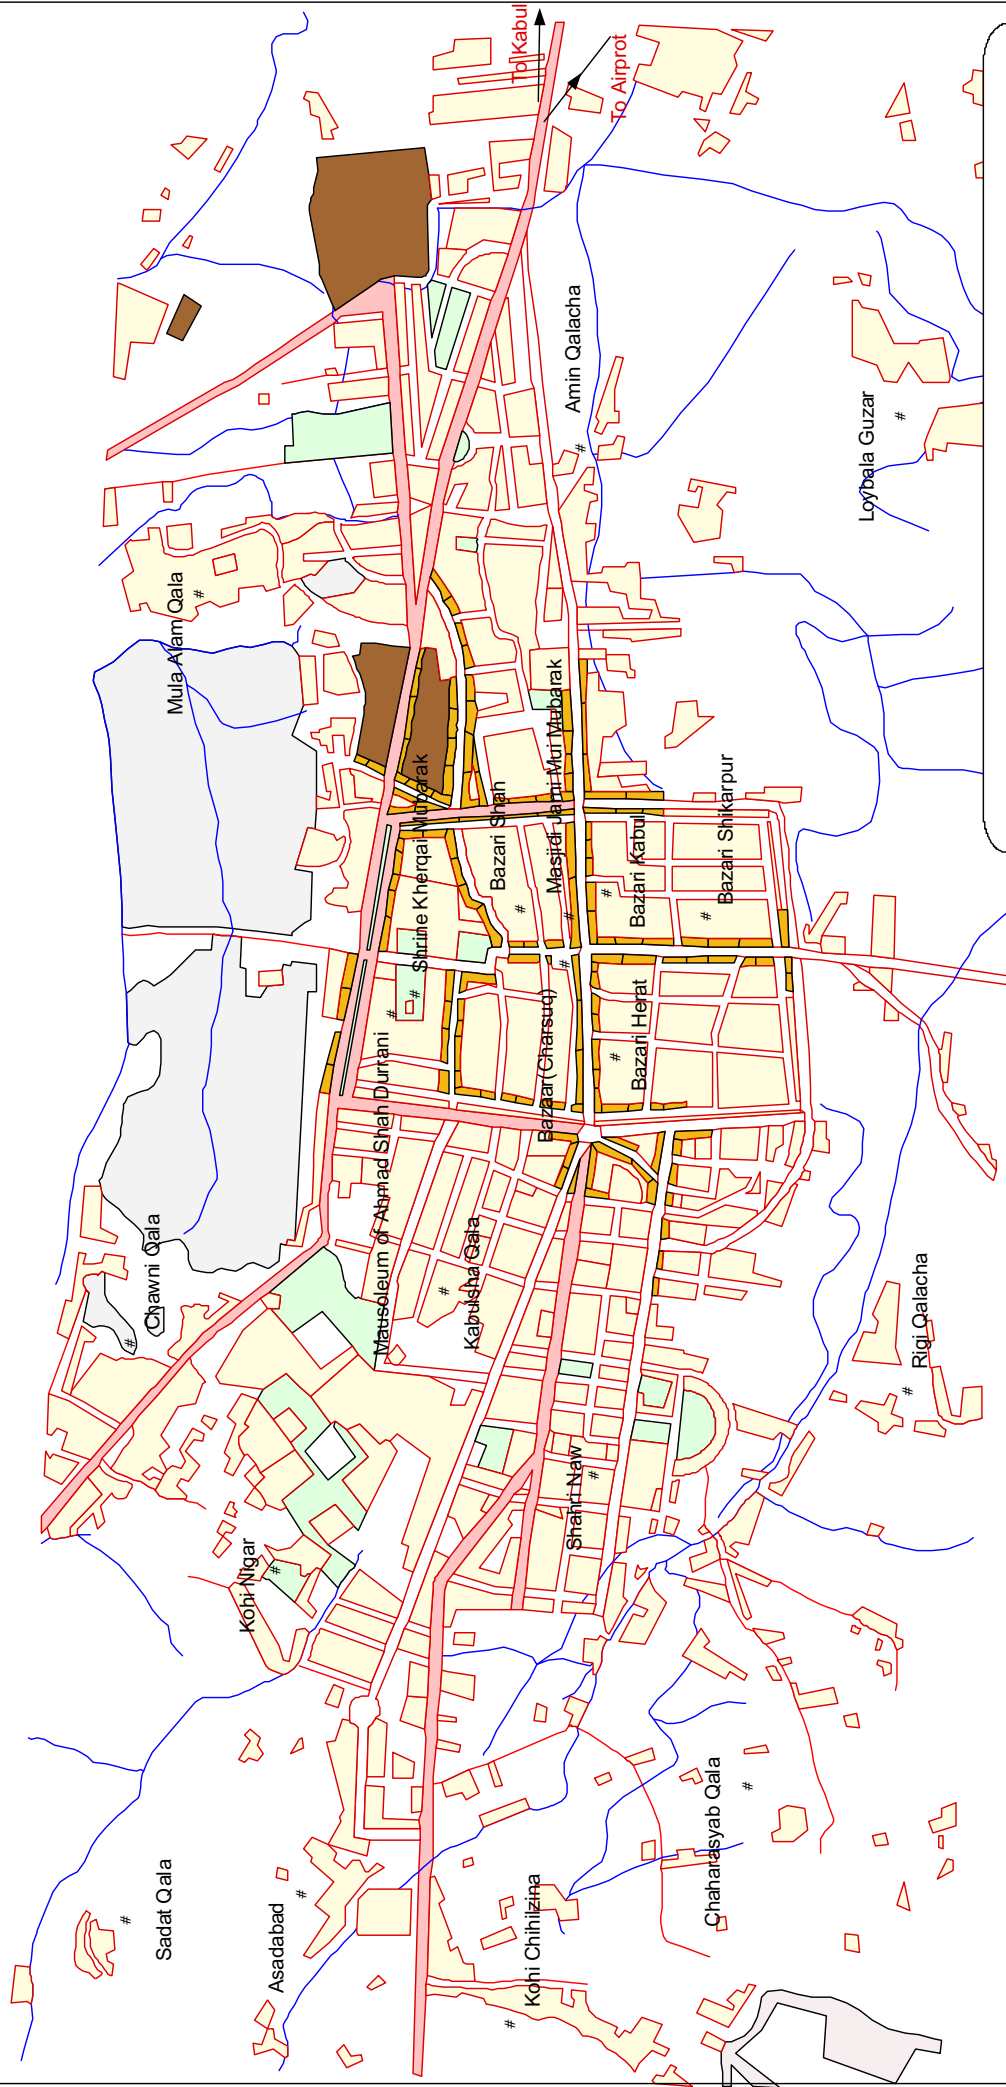 To Kabul
To Airprot
Amin Qalacha
Loybala Guzar
Mula Alam Qala
Shrine Kherqai Mubarak
Bazari Shah
Masjidi Jami Mui Mubarak
Bazari Kabul
Bazari Shikarpur
Mausoleum of Ahmad Shah Durrani
Bazaar(Charsuq)
Bazari Herat
Chawni Qala
Kabulsha Qala
Rigi Qalacha
Kohi Nigar
Shahri Naw
Sadat Qala
Asadabad
Kohi Chihilzina
Chaharasyab Qala